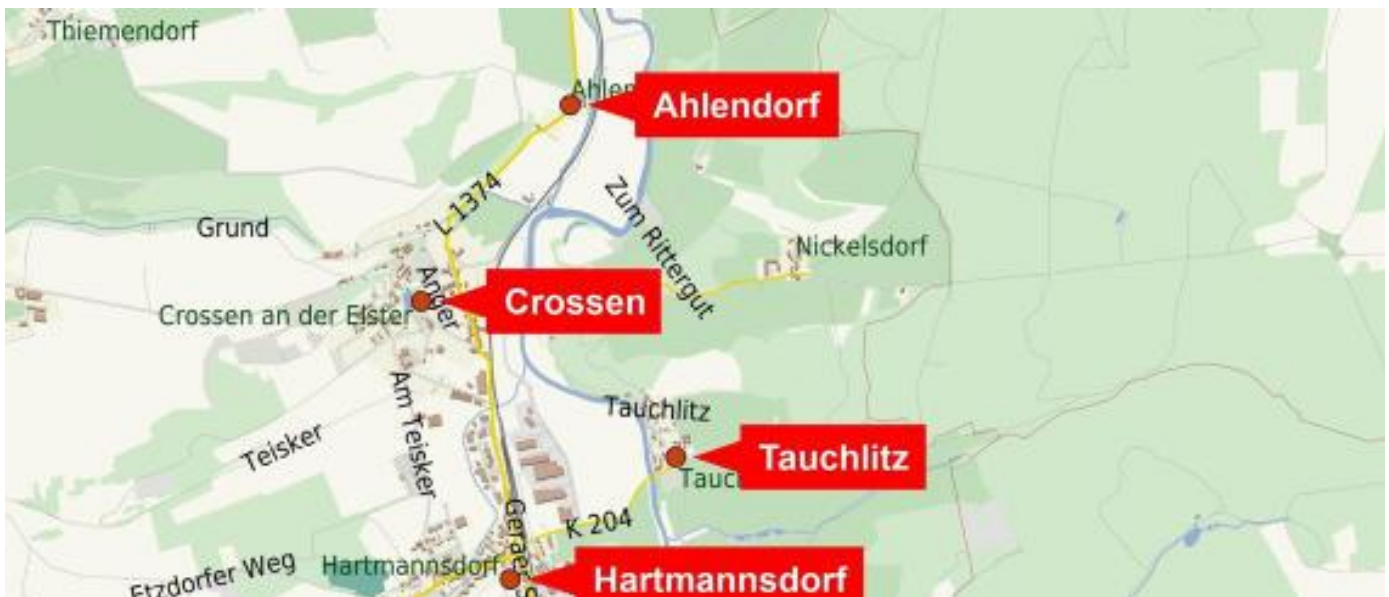 Thiemendorf
Ahlendorf
L 1374
Zum Rittergut
Grund
Nickelsdorf
Anger
Crossen
Crossen an der Elster
Am Teisker
Tauchlitz
Teisker
Tauchlitz
K 204
Geraer
Hartmannsdorf
Etzdorfer Weg
Hartmannsdorf